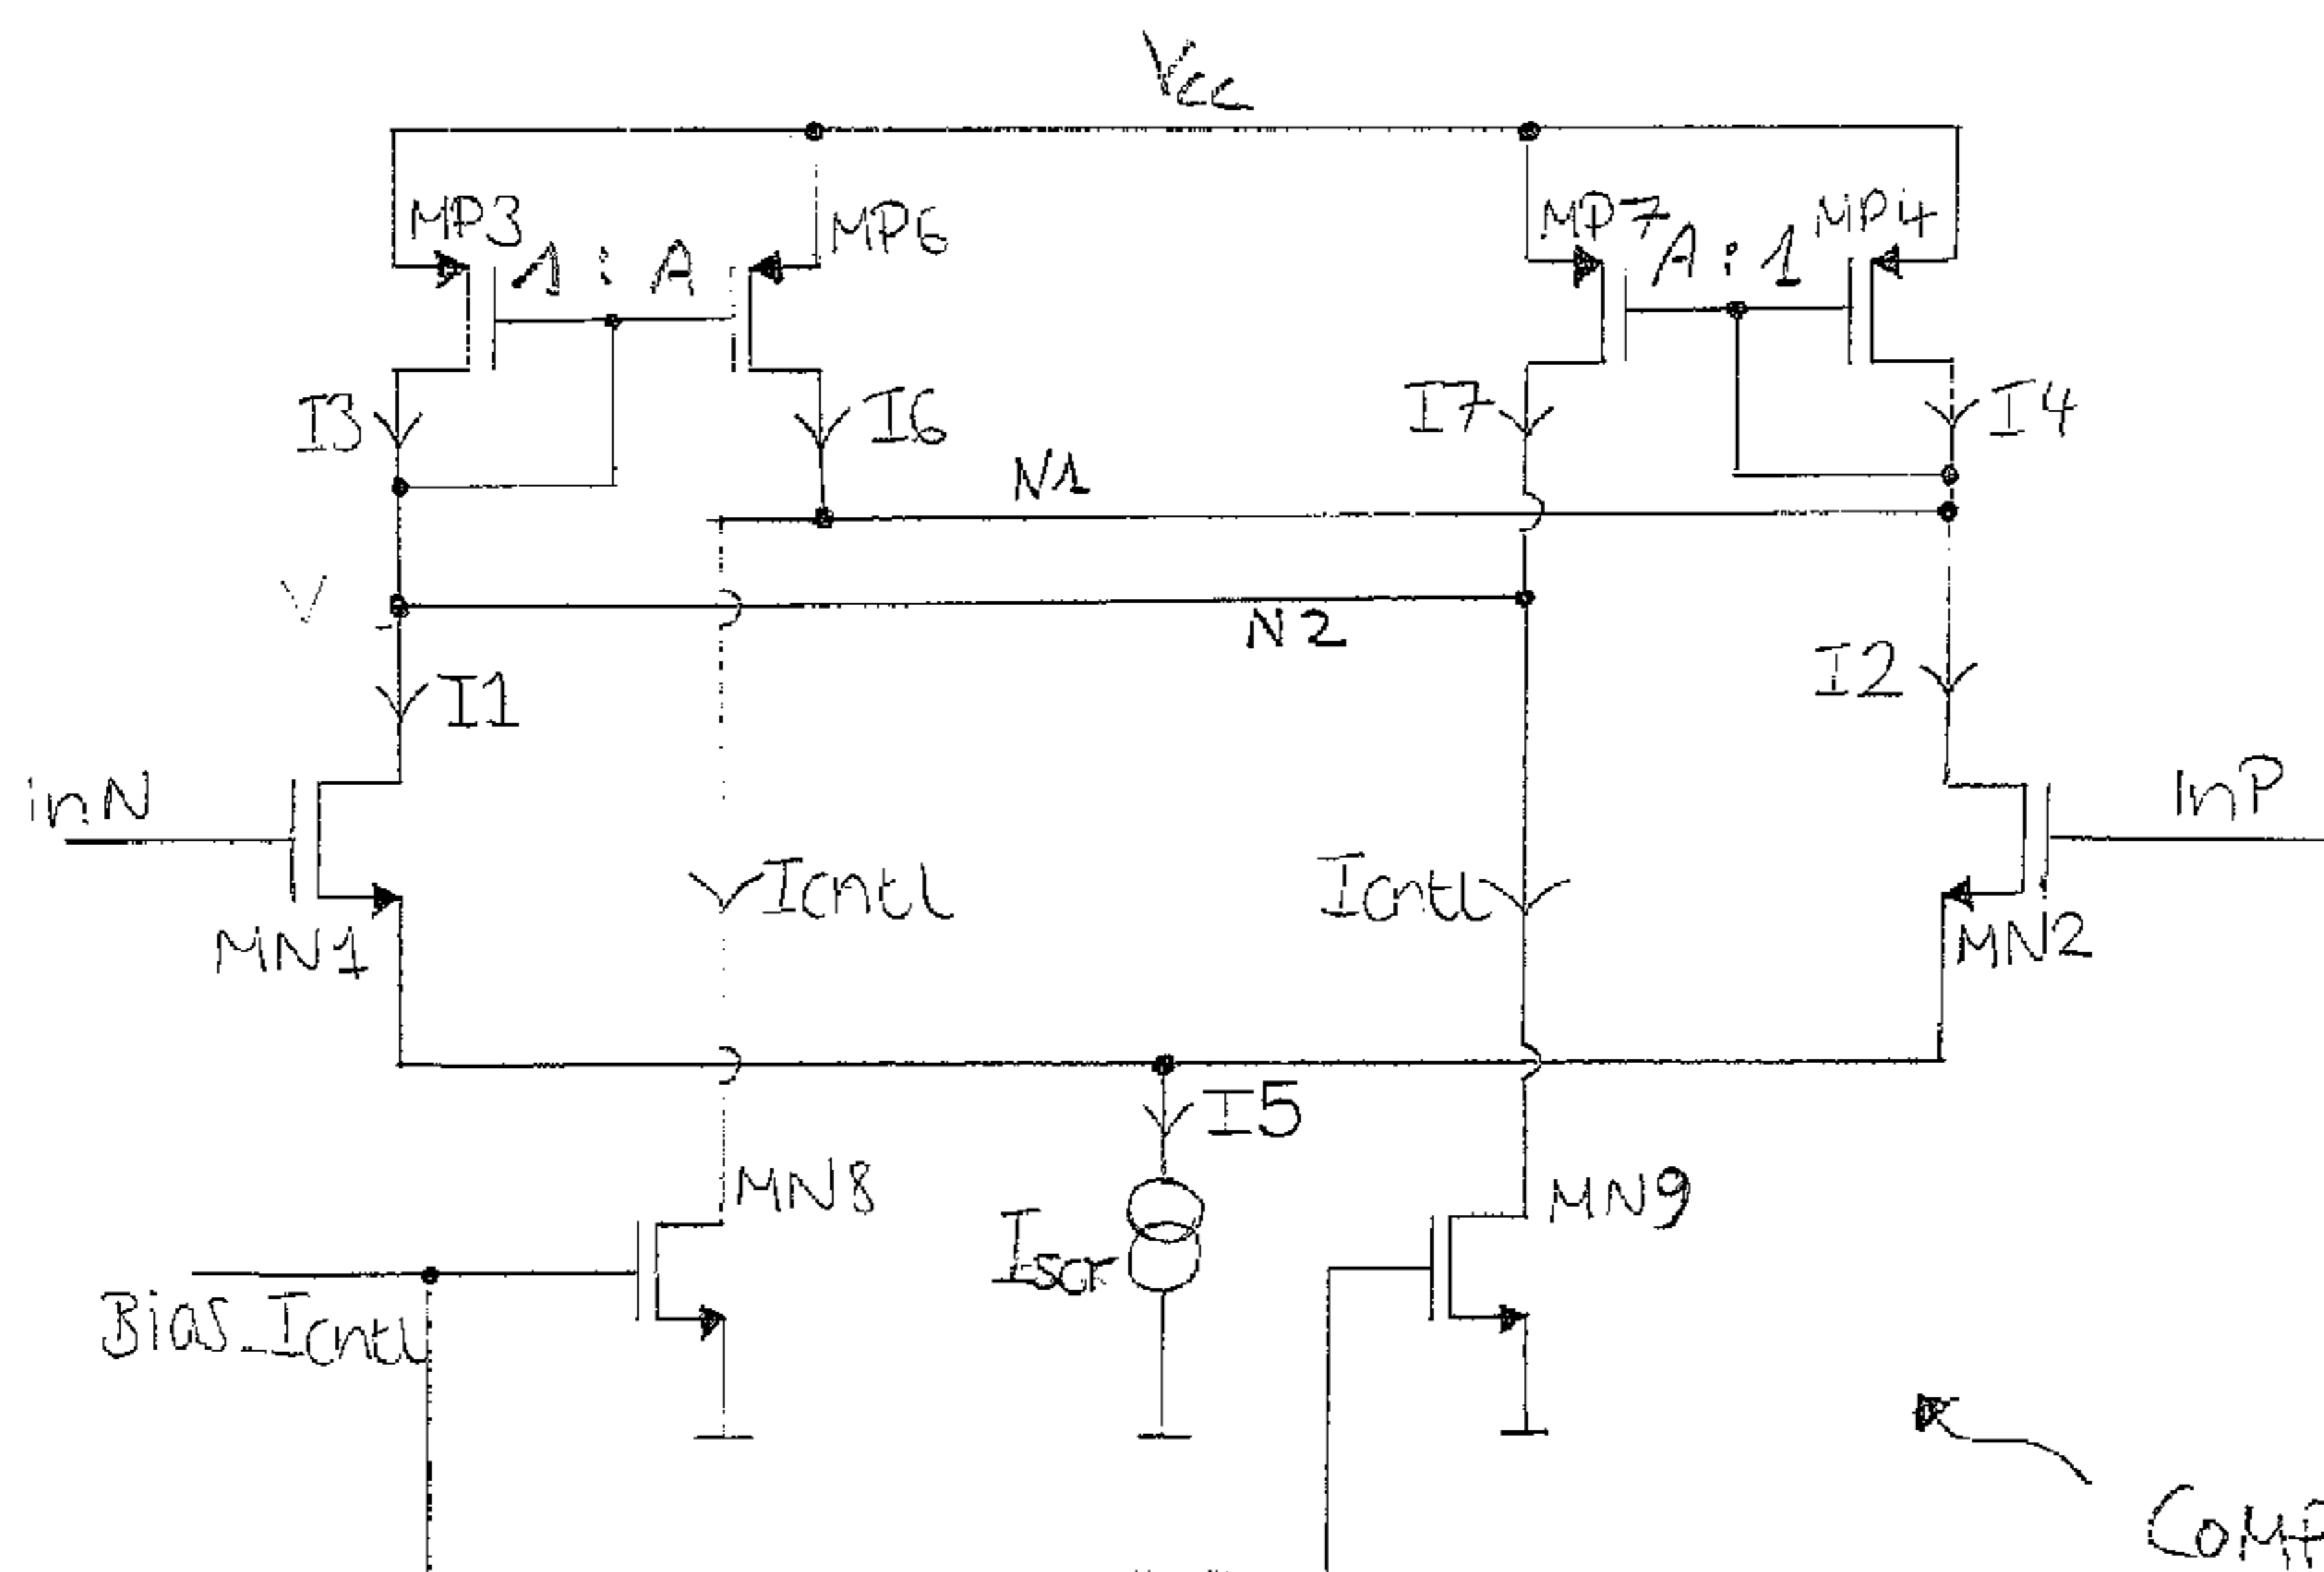 Vcc
MP3
1:A
MP6
MP7
A:1
MP4
I3
I6
I7
I4
N1
V
N2
I1
I2
inN
InP
Icntl
Icntl
MN1
MN2
I5
MN8
MN9
Iscr
Bias_Icntl